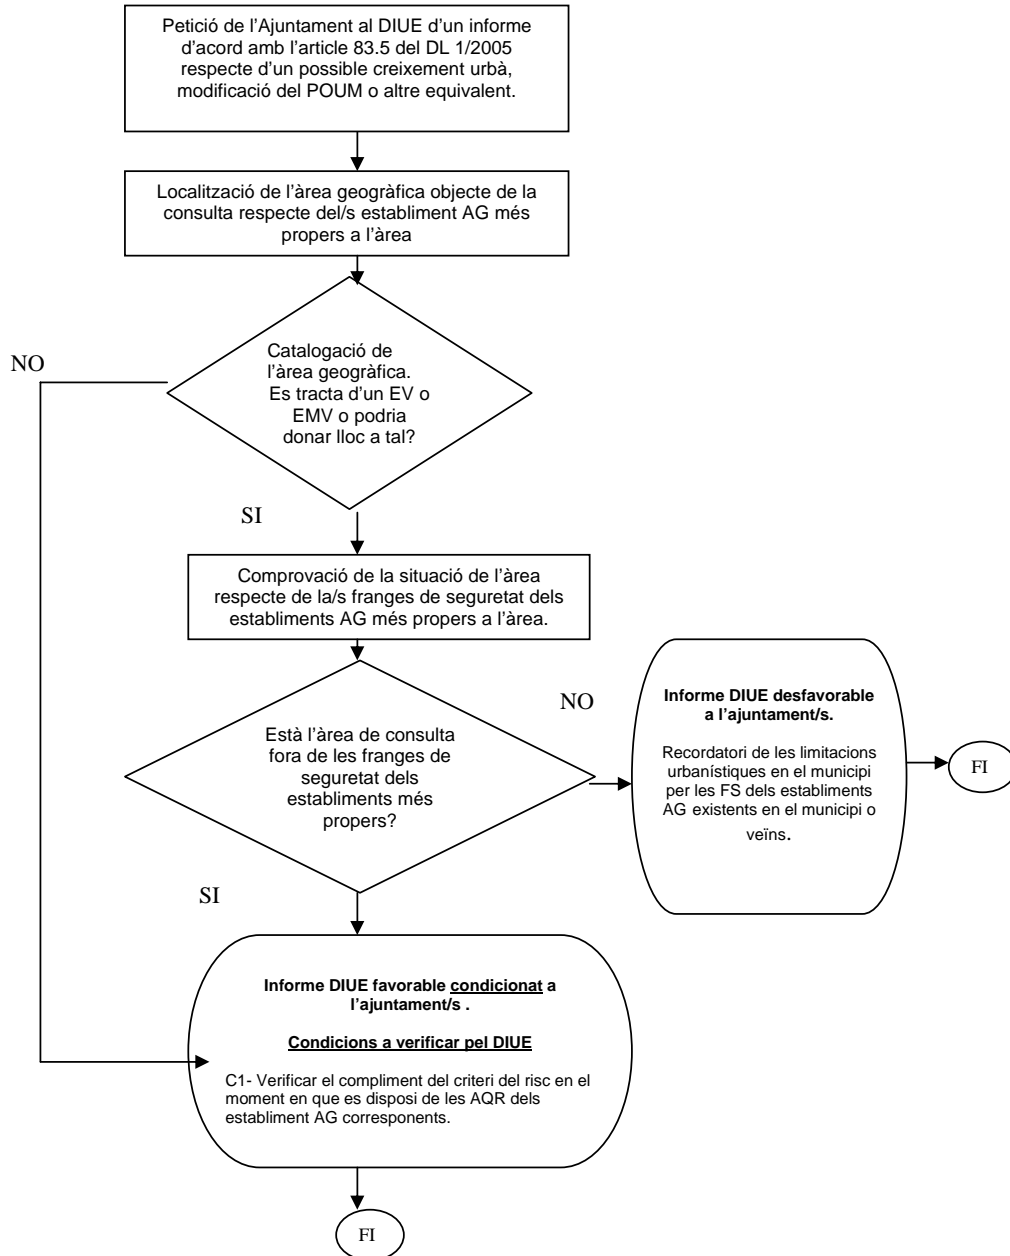 Petició de l’Ajuntament al DIUE d’un informe
d’acord amb l’article 83.5 del DL 1/2005
respecte d’un possible creixement urbà,
modificació del POUM o altre equivalent.
Localització de l’àrea geogràfica objecte de la
consulta respecte del/s establiment AG més
propers a l’àrea
NO
Catalogació de
l’àrea geogràfica.
Es tracta d’un EV o
EMV o podria
donar lloc a tal?
SI
Comprovació de la situació de l’àrea
respecte de la/s franges de seguretat dels
establiments AG més propers a l’àrea.
Està l’àrea de consulta
fora de les franges de
seguretat dels
establiments més
propers?
NO
Informe DIUE desfavorable
a l’ajuntament/s.
Recordatori de les limitacions
urbanístiques en el municipi
per les FS dels establiments
AG existents en el municipi o
veïns.
FI
SI
Informe DIUE favorable condicionat a
l’ajuntament/s .
Condicions a verificar pel DIUE
C1- Verificar el compliment del criteri del risc en el
moment en que es disposi de les AQR dels
establiment AG corresponents.
FI